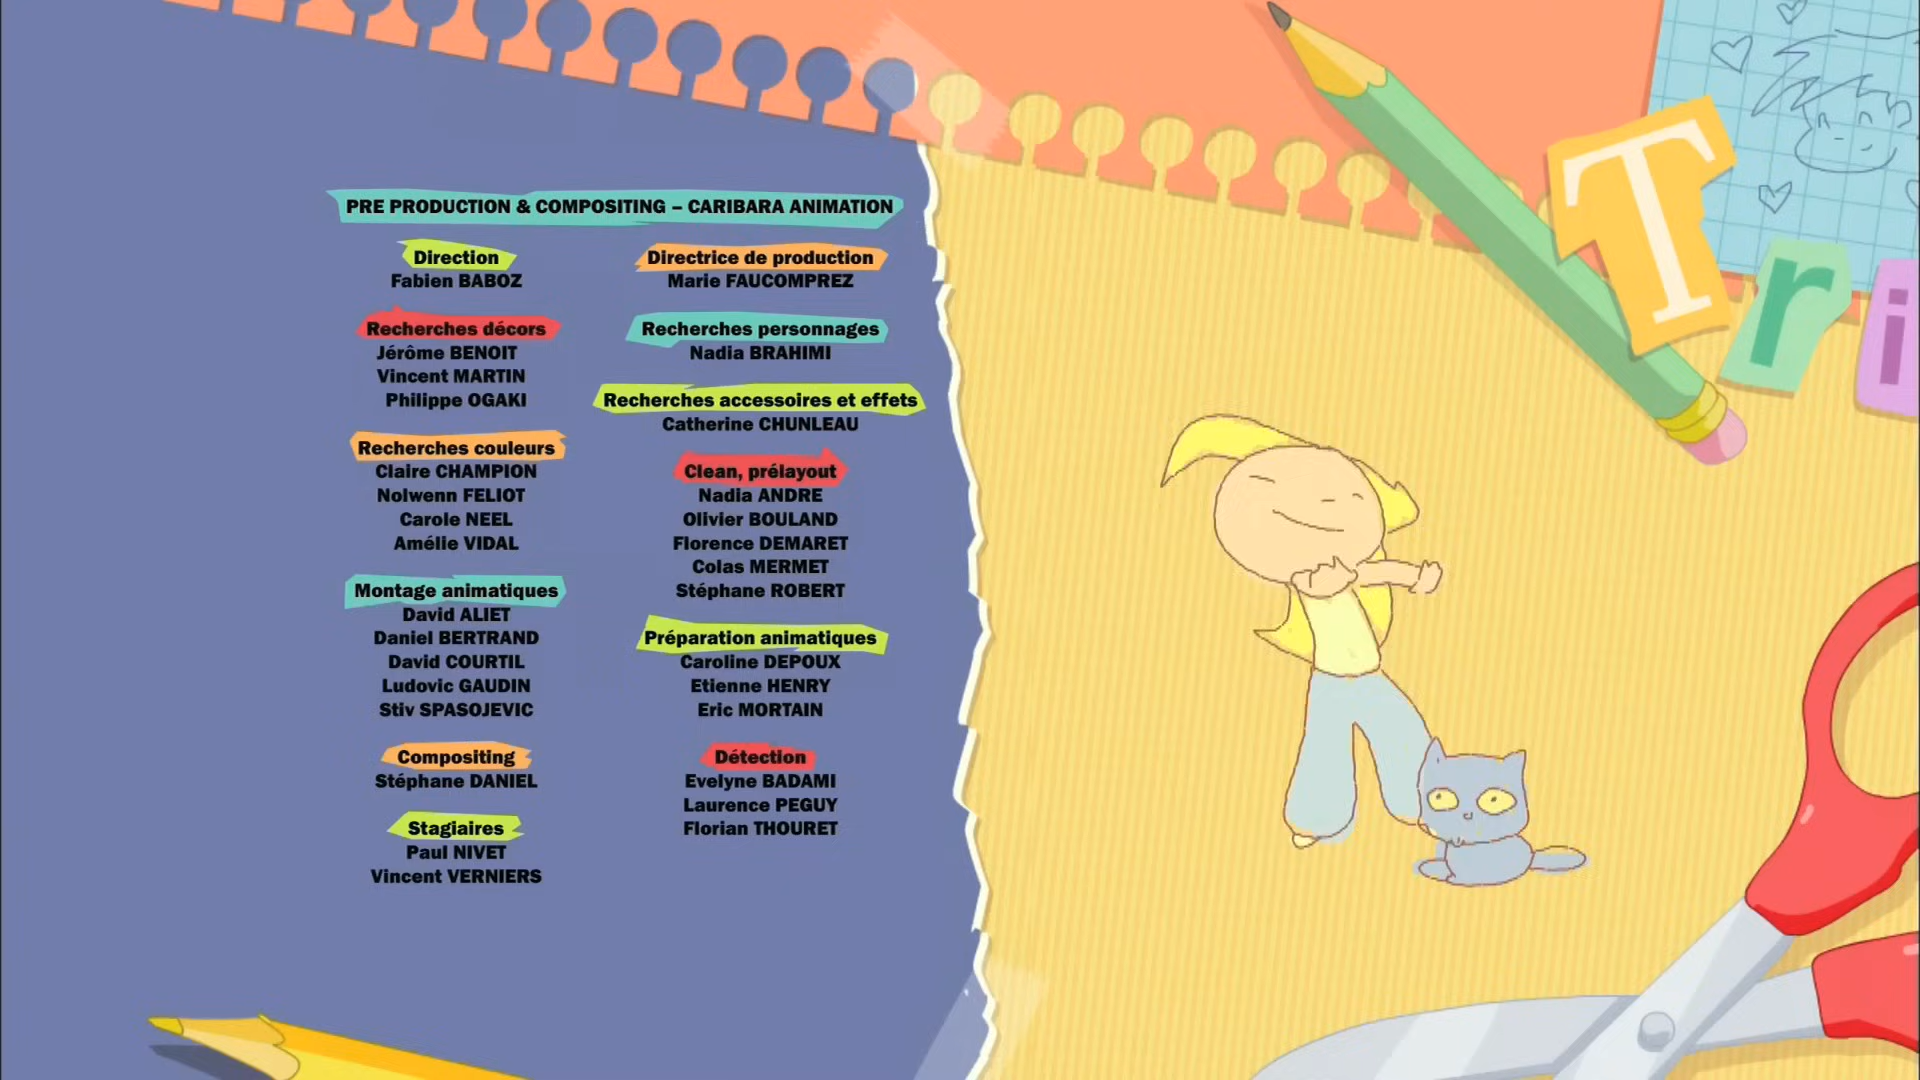 PRE PRODUCTION & COMPOSITING – CARIBARA ANIMATION
Direction
Fabien BABOZ
Recherches décors
Jérôme BENOIT
Vincent MARTIN
Philippe OGAKI
Recherches couleurs
Claire CHAMPION
Nolwenn FELIOT
Carole NEEL
Amélie VIDAL
Montage animatiques
David ALIET
Daniel BERTRAND
David COURTIL
Ludovic GAUDIN
Stiv SPASOJEVIC
Compositing
Stéphane DANIEL
Stagiaires
Paul NIVET
Vincent VERNIERS
Directrice de production
Marie FAUCOMPREZ
Recherches personnages
Nadia BRAHIMI
Recherches accessoires et effets
Catherine CHUNLEAU
Clean, prélayout
Nadia ANDRE
Olivier BOULAND
Florence DEMARET
Colas MERMET
Stéphane ROBERT
Préparation animatiques
Caroline DEPOUX
Etienne HENRY
Eric MORTAIN
Détection
Evelyne BADAMI
Laurence PEGUY
Florian THOURET
Tri